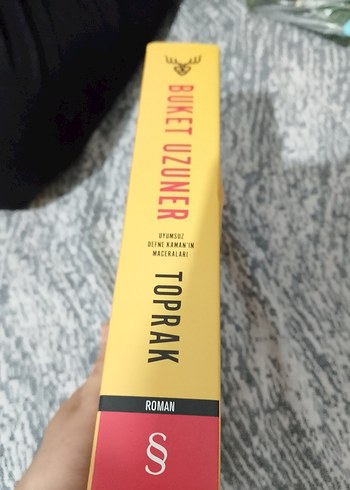 BUKET UZUNER
UYUMSUZ
DEFNE KAMAN'IN
MACERALARI
TOPRAK
ROMAN